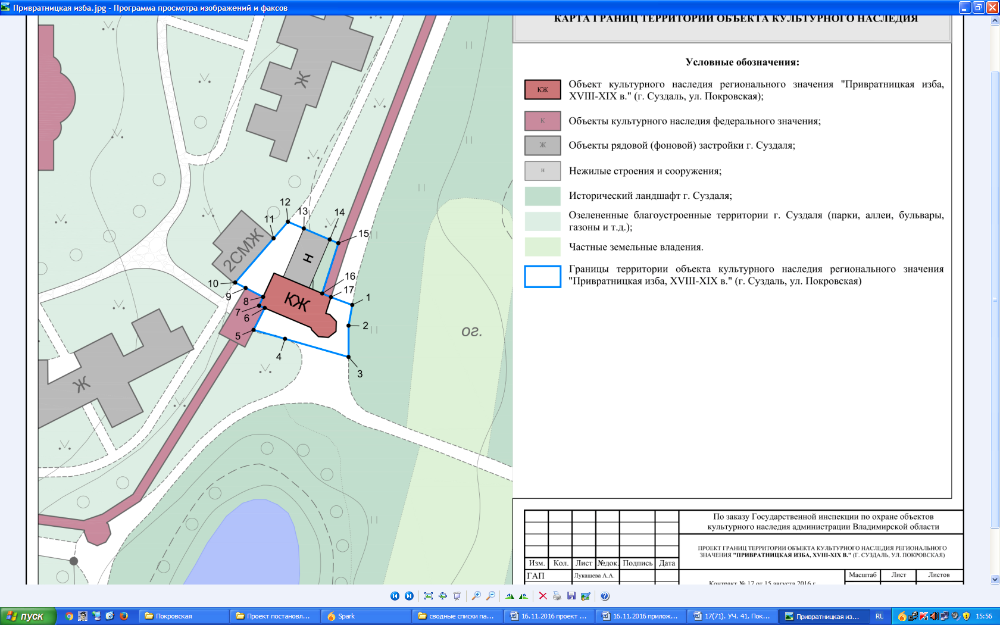 Привратницкая изба.jpg - Программа просмотра изображений и факсов
КАРТА ГРАНИЦ ТЕРРИТОРИИ ОБЪЕКТА КУЛЬТУРНОГО НАСЛЕДИЯ
Условные обозначения:
КЖ
Объект культурного наследия регионального значения "Привратницкая изба,
XVIII-XIX в." (г. Суздаль, ул. Покровская);
К
Объекты культурного наследия федерального значения;
Ж
Объекты рядовой (фоновой) застройки г. Суздаля;
н
Нежилые строения и сооружения;
Исторический ландшафт г. Суздаля;
Озелененные благоустроенные территории г. Суздаля (парки, аллеи, бульвары,
газоны и т.д.);
Частные земельные владения.
Границы территории объекта культурного наследия регионального значения
"Привратницкая изба, XVIII-XIX в." (г. Суздаль, ул. Покровская)
Ж
12
13
14
11
15
2СМЖ
н
10
16
9
17
8
КЖ
1
7
6
2
5
ог.
4
3
Ж
По заказу Государственной инспекции по охране объектов
культурного наследия администрации Владимирской области
ПРОЕКТ ГРАНИЦ ТЕРРИТОРИИ ОБЪЕКТА КУЛЬТУРНОГО НАСЛЕДИЯ РЕГИОНАЛЬНОГО
ЗНАЧЕНИЯ "ПРИВРАТНИЦКАЯ ИЗБА, XVIII-XIX В." (Г. СУЗДАЛЬ, УЛ. ПОКРОВСКАЯ)
Изм. Кол. Лист №док. Подпись Дата
ГАП Лукашева А.А.
Контракт № 17 от 15 августа 2016 г.
Масштаб Лист Листов
пуск
Покровская
Проект постановл...
Spark
сводные списки па...
16.11.2016 проект ...
16.11.2016 прилож...
17(71). УЧ. 41. Пок...
Привратницкая из...
RU
15:56